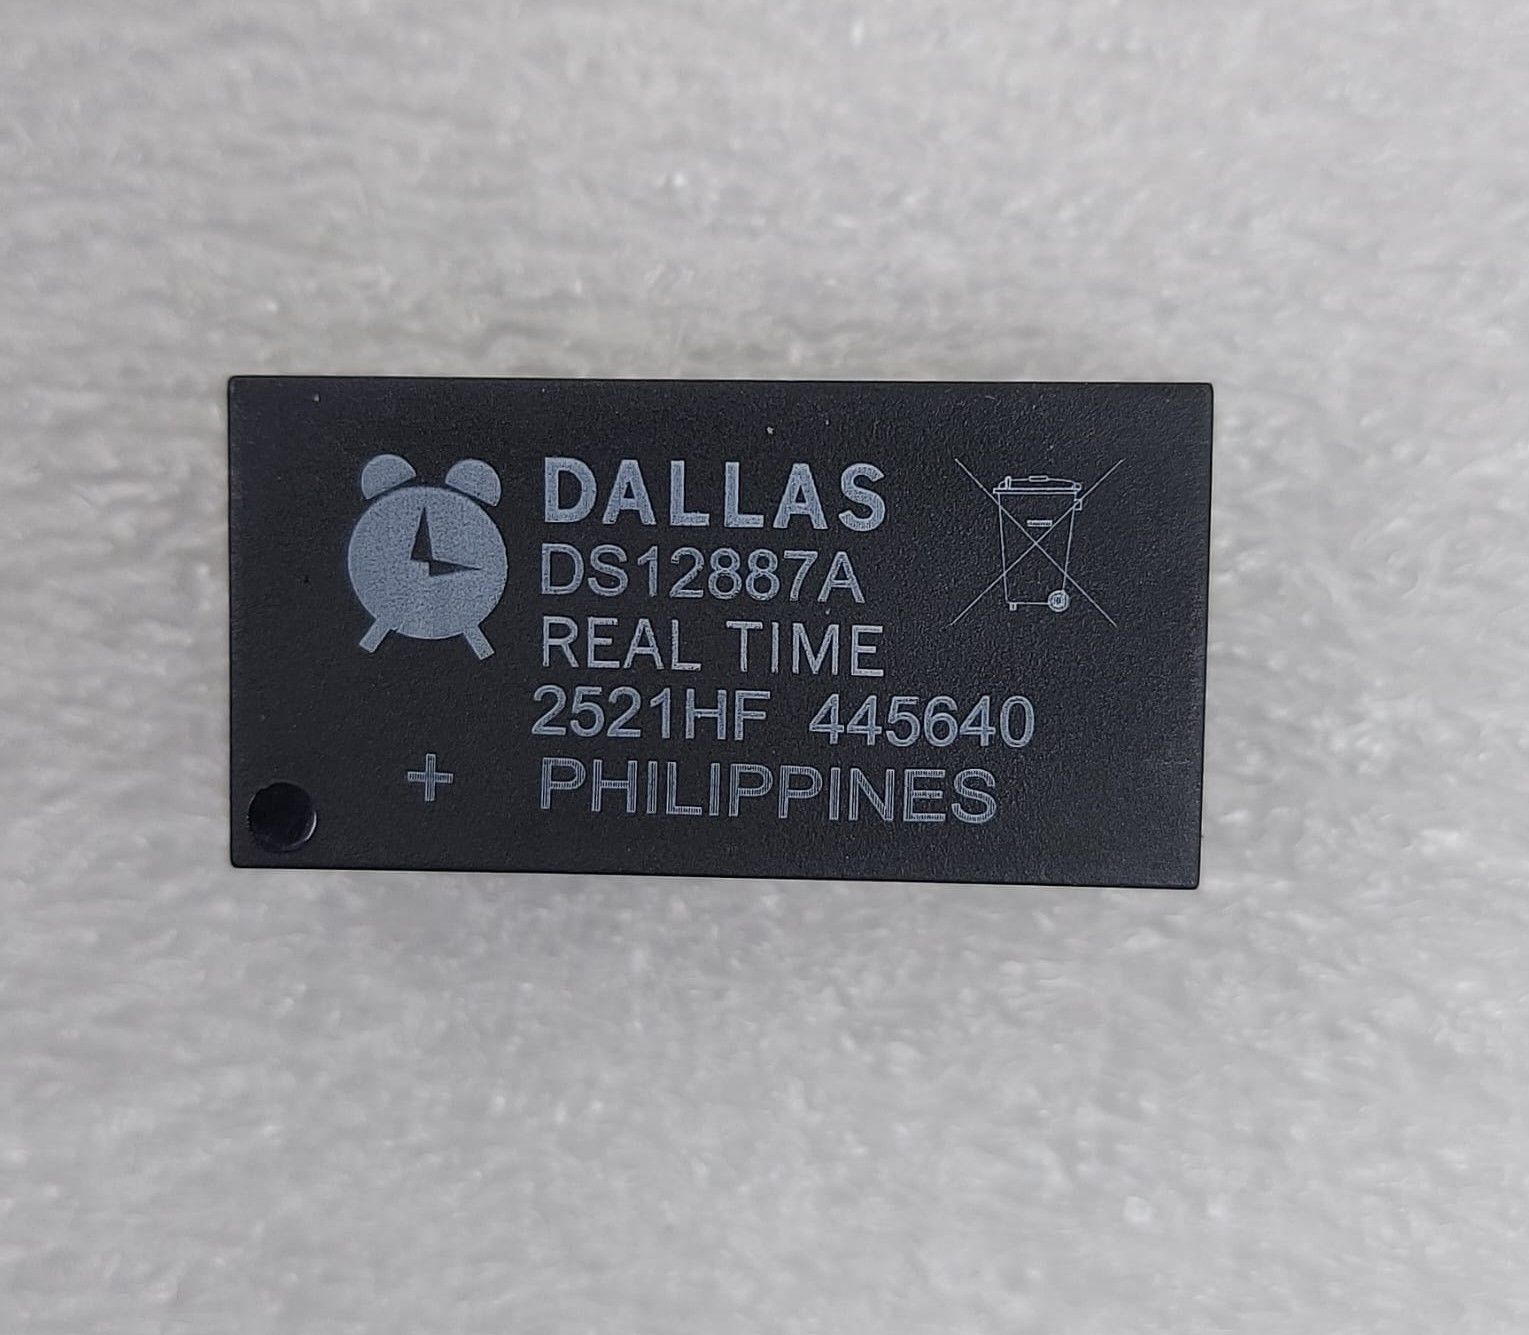 DALLAS
DS12887A
REAL TIME
2521HF 445640
+ PHILIPPINES